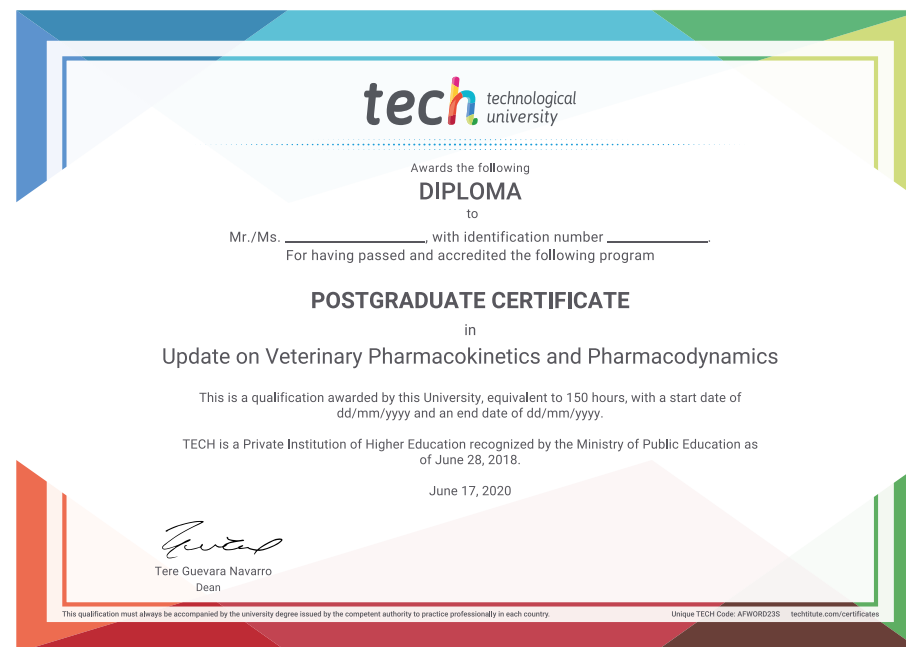 tech technological
university
Awards the following
DIPLOMA
to
Mr./Ms. ____________________, with identification number ______________.
For having passed and accredited the following program
POSTGRADUATE CERTIFICATE
in
Update on Veterinary Pharmacokinetics and Pharmacodynamics
This is a qualification awarded by this University, equivalent to 150 hours, with a start date of
dd/mm/yyyy and an end date of dd/mm/yyyy.
TECH is a Private Institution of Higher Education recognized by the Ministry of Public Education as
of June 28, 2018.
June 17, 2020
Tere Guevara Navarro
Dean
This qualification must always be accompanied by the university degree issued by the competent authority to practice professionally in each country. Unique TECH Code: AFWORD23S techtitute.com/certificates